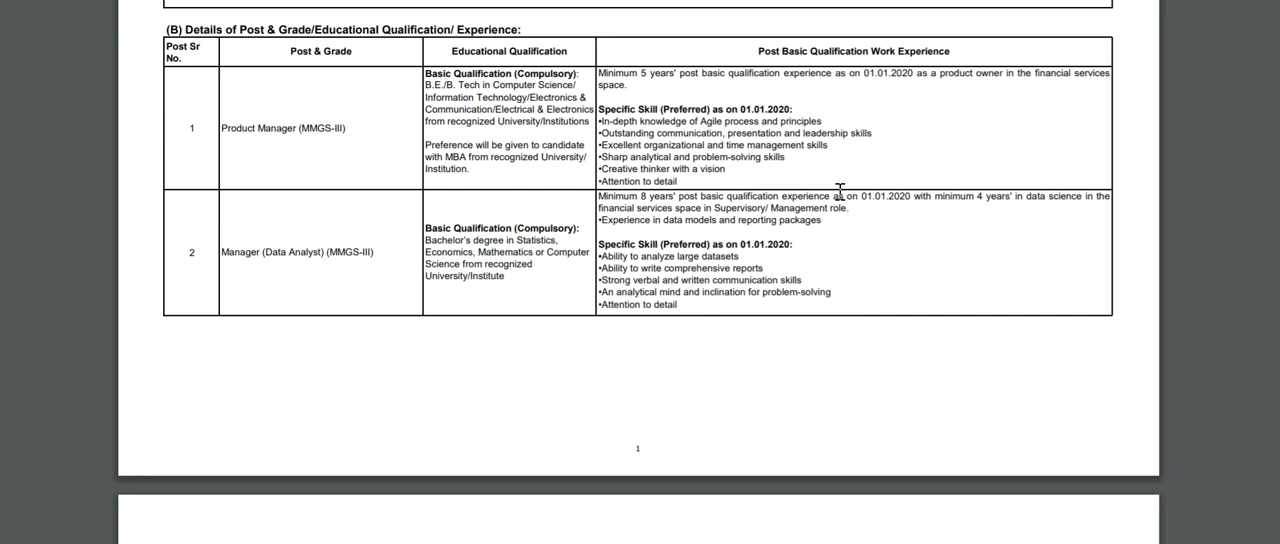 (B) Details of Post & Grade/Educational Qualification/ Experience:
Post Sr No.
Post & Grade
Educational Qualification
Post Basic Qualification Work Experience
1
Product Manager (MMGS-III)
Basic Qualification (Compulsory):
B.E./B. Tech in Computer Science/
Information Technology/Electronics &
Communication/Electrical & Electronics
from recognized University/Institutions
Preference will be given to candidate
with MBA from recognized University/
Institution.
Minimum 5 years' post basic qualification experience as on 01.01.2020 as a product owner in the financial services
space.
Specific Skill (Preferred) as on 01.01.2020:
•In-depth knowledge of Agile process and principles
•Outstanding communication, presentation and leadership skills
•Excellent organizational and time management skills
•Sharp analytical and problem-solving skills
•Creative thinker with a vision
•Attention to detail
2
Manager (Data Analyst) (MMGS-III)
Basic Qualification (Compulsory):
Bachelor's degree in Statistics,
Economics, Mathematics or Computer
Science from recognized
University/Institute
Minimum 8 years' post basic qualification experience as on 01.01.2020 with minimum 4 years' in data science in the
financial services space in Supervisory/ Management role.
•Experience in data models and reporting packages
Specific Skill (Preferred) as on 01.01.2020:
•Ability to analyze large datasets
•Ability to write comprehensive reports
•Strong verbal and written communication skills
•An analytical mind and inclination for problem-solving
•Attention to detail
1